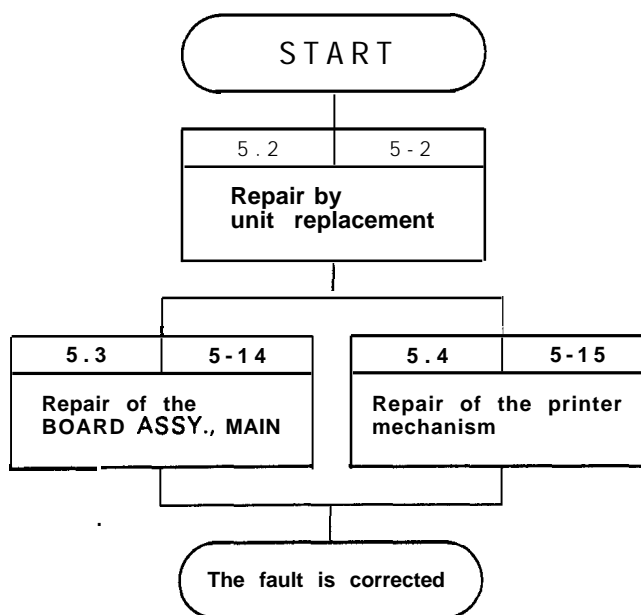 START
5.2 5-2
Repair by
unit replacement
5.3 5-14
Repair of the
BOARD ASSY., MAIN
5.4 5-15
Repair of the printer
mechanism
The fault is corrected